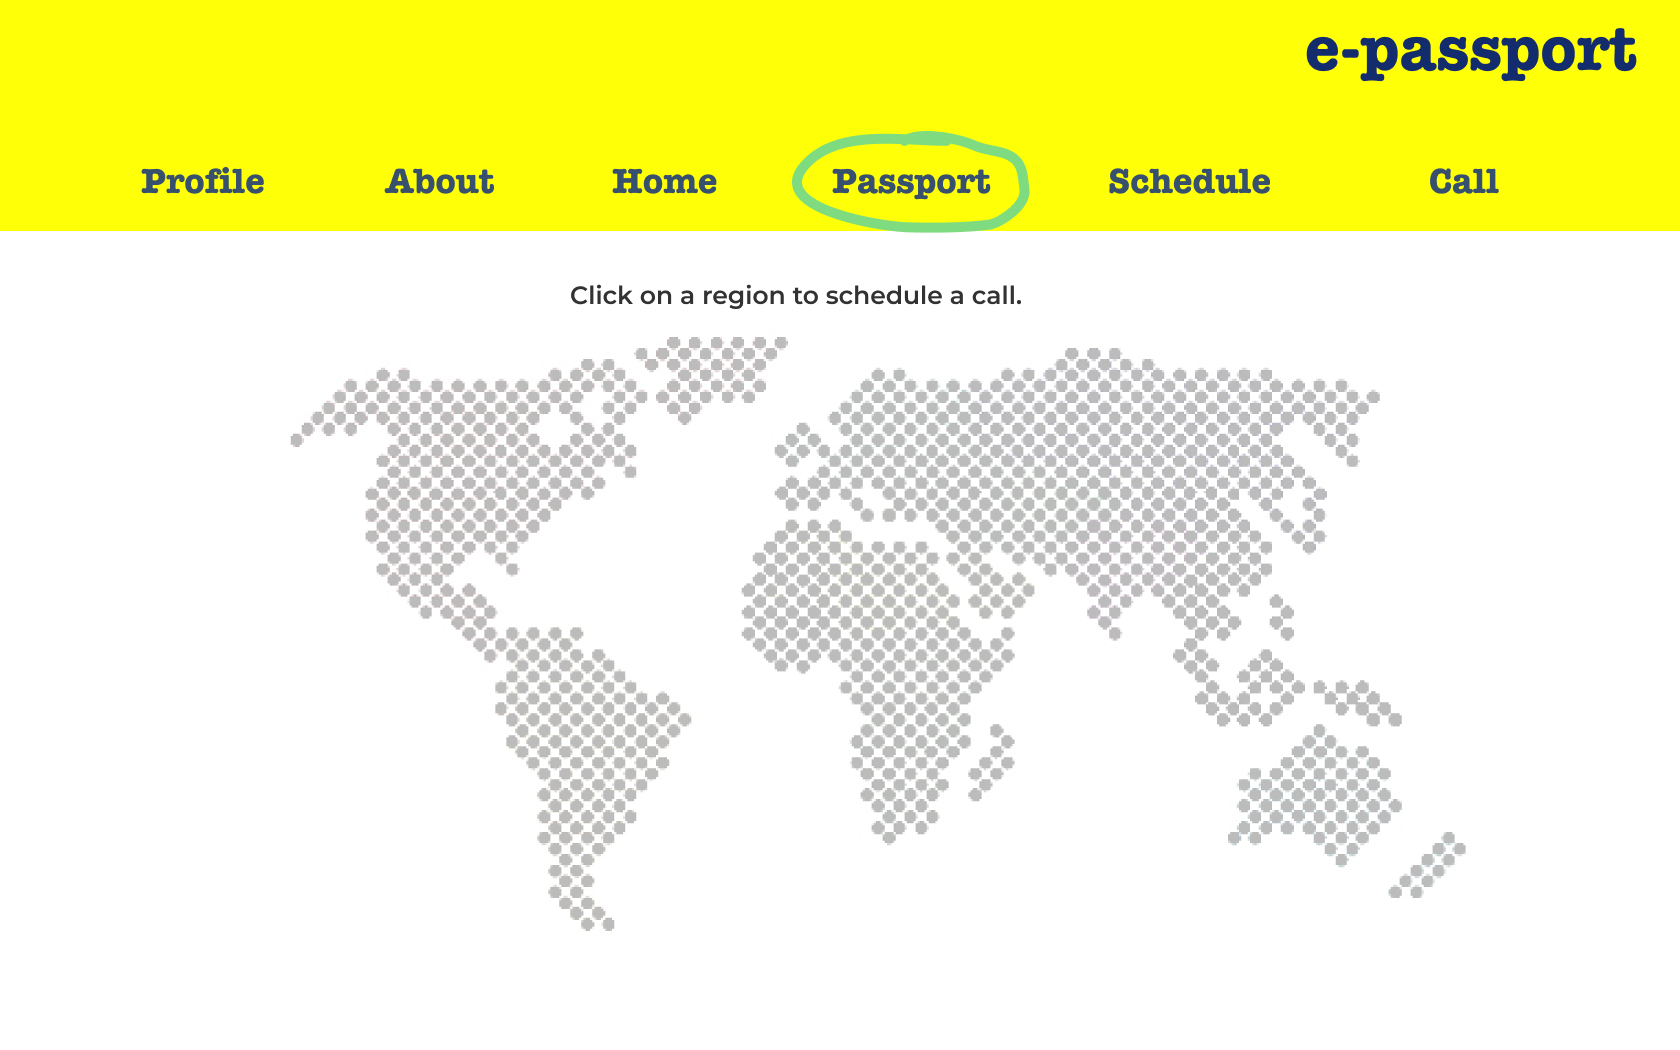 e-passport
Profile About Home Passport Schedule Call
Click on a region to schedule a call.